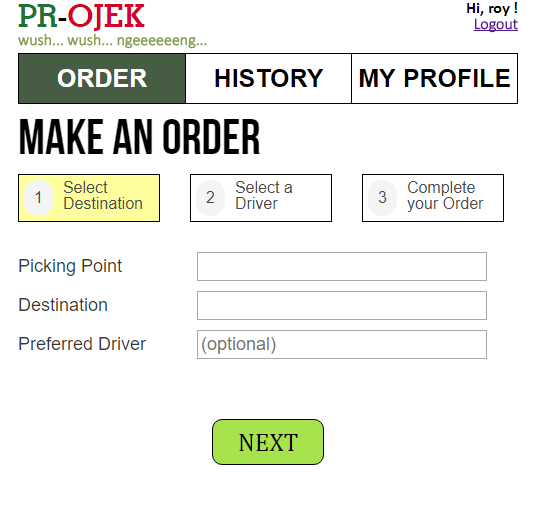 PR-OJEK
Hi, roy !
wush... wush... ngeeeeeeng...
Logout
ORDER HISTORY MY PROFILE
MAKE AN ORDER
1 Select Destination
2 Select a Driver
3 Complete your Order
Picking Point
Destination
Preferred Driver (optional)
NEXT